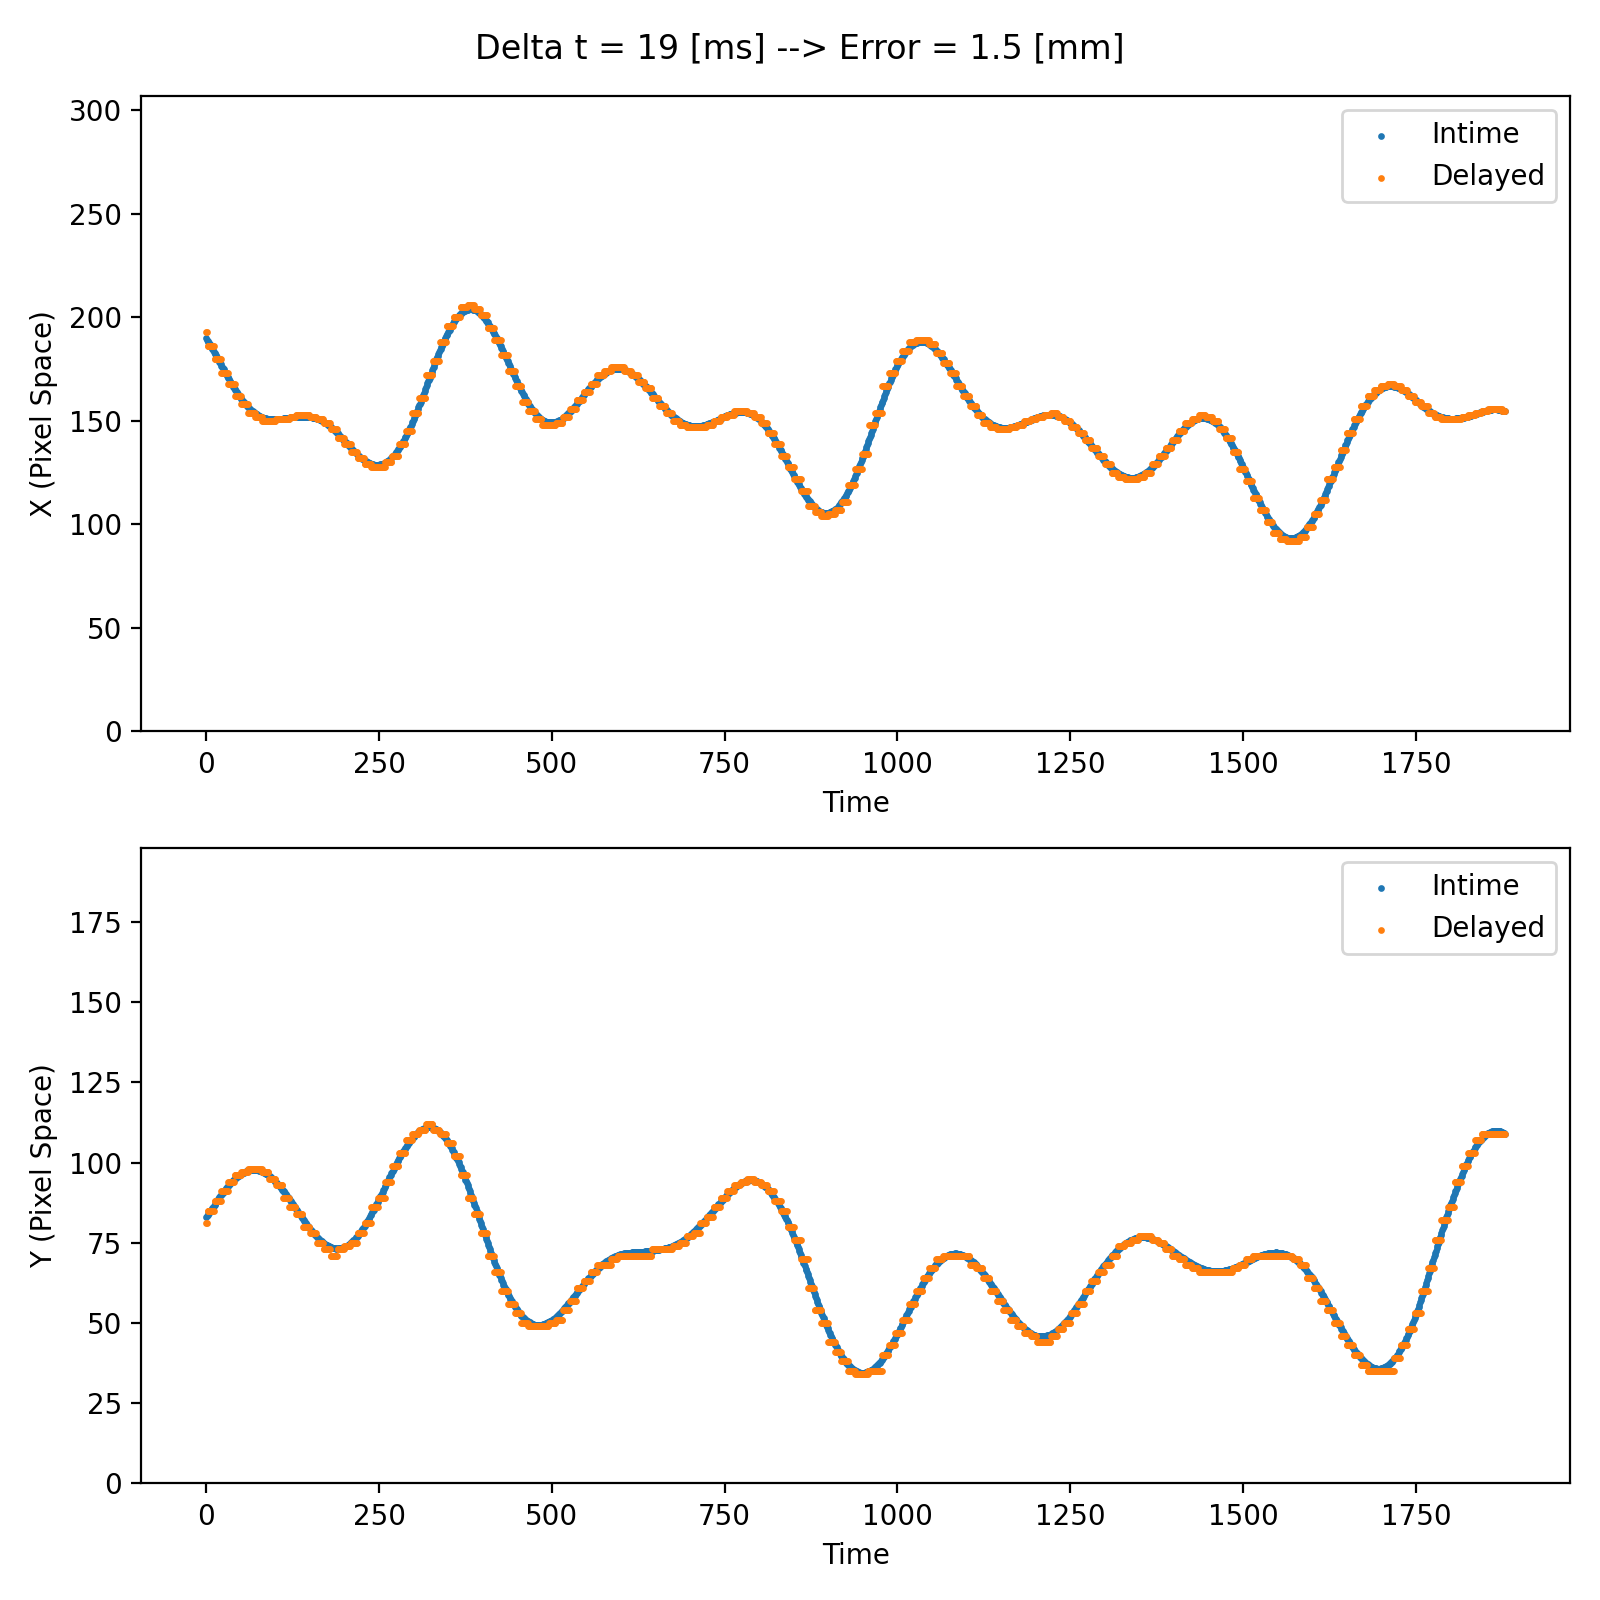 Delta t = 19 [ms] --> Error = 1.5 [mm]
300
250
200
150
100
50
0
X (Pixel Space)
Intime
Delayed
0 250 500 750 1000 1250 1500 1750
Time
175
150
125
100
75
50
25
0
Y (Pixel Space)
Intime
Delayed
0 250 500 750 1000 1250 1500 1750
Time